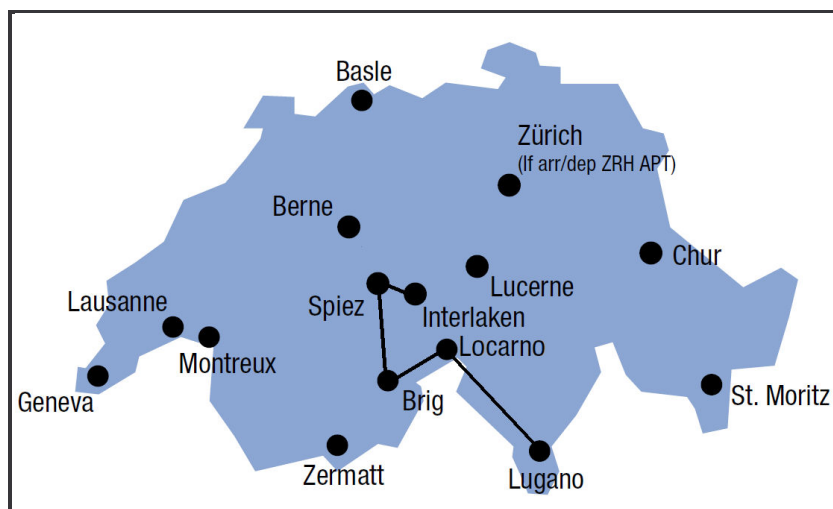 Basle
Zürich
(If arr/dep ZRH APT)
Berne
Chur
Lucerne
Spiez
Interlaken
Lausanne
Locarno
Montreux
Geneva
Brig
St. Moritz
Zermatt
Lugano